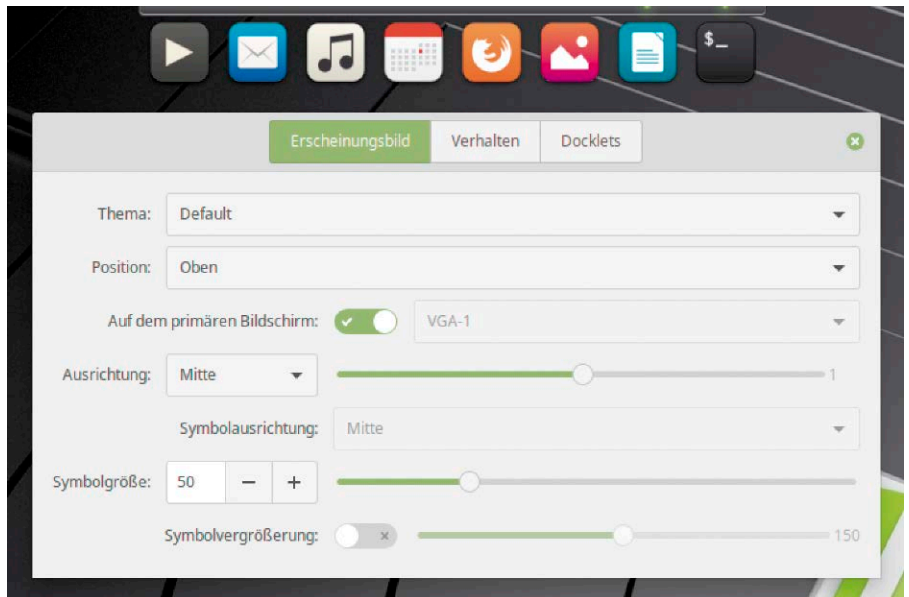 $_
Erscheinungsbild Verhalten Docklets
Thema: Default
Position: Oben
Auf dem primären Bildschirm: VGA-1
Ausrichtung: Mitte 1
Symbolausrichtung: Mitte
Symbolgröße: 50 − +
Symbolvergrößerung: 150